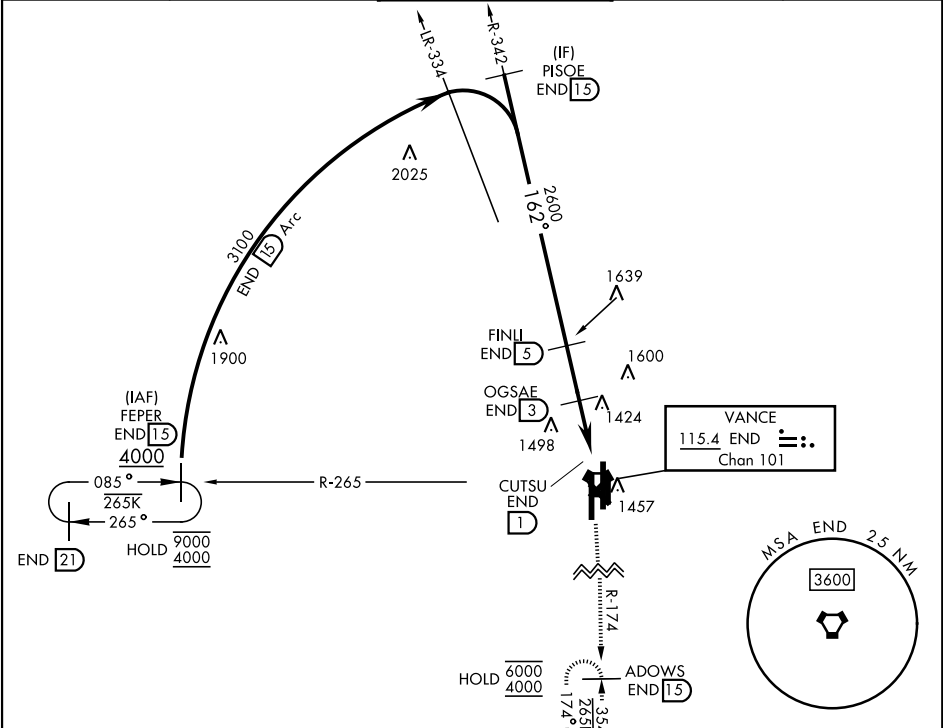 LR-334
R-342
(IF)
PISOE
END 15
2025
3100
END 15 Arc
2600
162°
1639
1900
FINLI
END 5
1600
OGSAE
END 3
1424
1498
(IAF)
FEPER
END 15
4000
VANCE
115.4 END
Chan 101
085°
265K
265°
R-265
CUTSU
END
1
1457
END 21
HOLD 9000
4000
MSA END 25 NM
3600
R-174
HOLD 6000
4000
ADOWS
END 15
174°